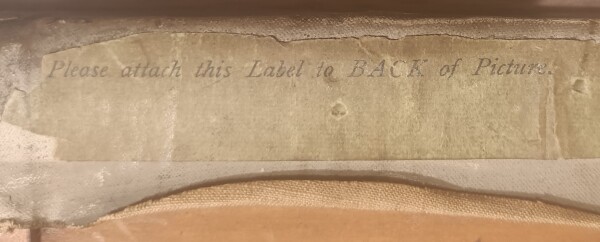 Please attach this Label to BACK of Picture.